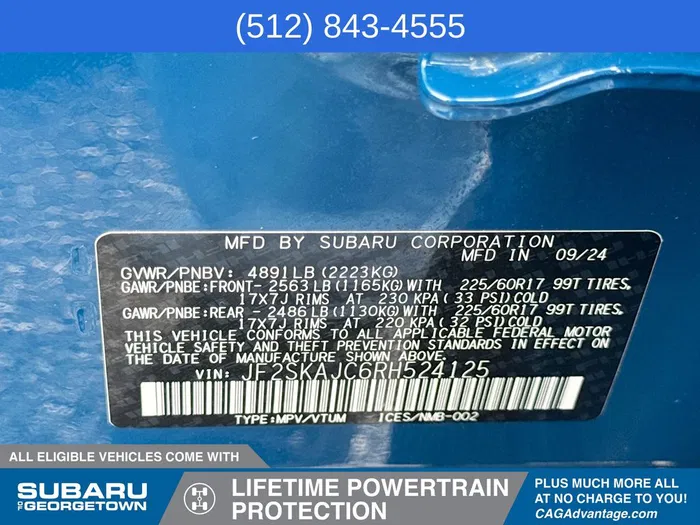 (512) 843-4555
MFD BY SUBARU CORPORATION
MFD IN 09/24
GVWR/PNBV: 4891LB (2223KG)
GAWR/PNBE:FRONT- 2563LB (1165KG) WITH 225/60R17 99T TIRES,
17X7J RIMS AT 230 KPA (33 PSI) COLD
GAWR/PNBE:REAR - 2486LB (1130KG) WITH 225/60R17 99T TIRES,
17X7J RIMS AT 220 KPA (32 PSI) COLD
THIS VEHICLE CONFORMS TO ALL APPLICABLE FEDERAL MOTOR
VEHICLE SAFETY AND THEFT PREVENTION STANDARDS IN EFFECT ON
THE DATE OF MANUFACTURE SHOWN ABOVE.
VIN: JF2SKAJC6RH524125
TYPE:MPV/VTUM ICES/NMB-002
ALL ELIGIBLE VEHICLES COME WITH
SUBARU
OF GEORGETOWN
LIFETIME POWERTRAIN
PROTECTION
PLUS MUCH MORE ALL
AT NO CHARGE TO YOU!
CAGAdvantage.com*